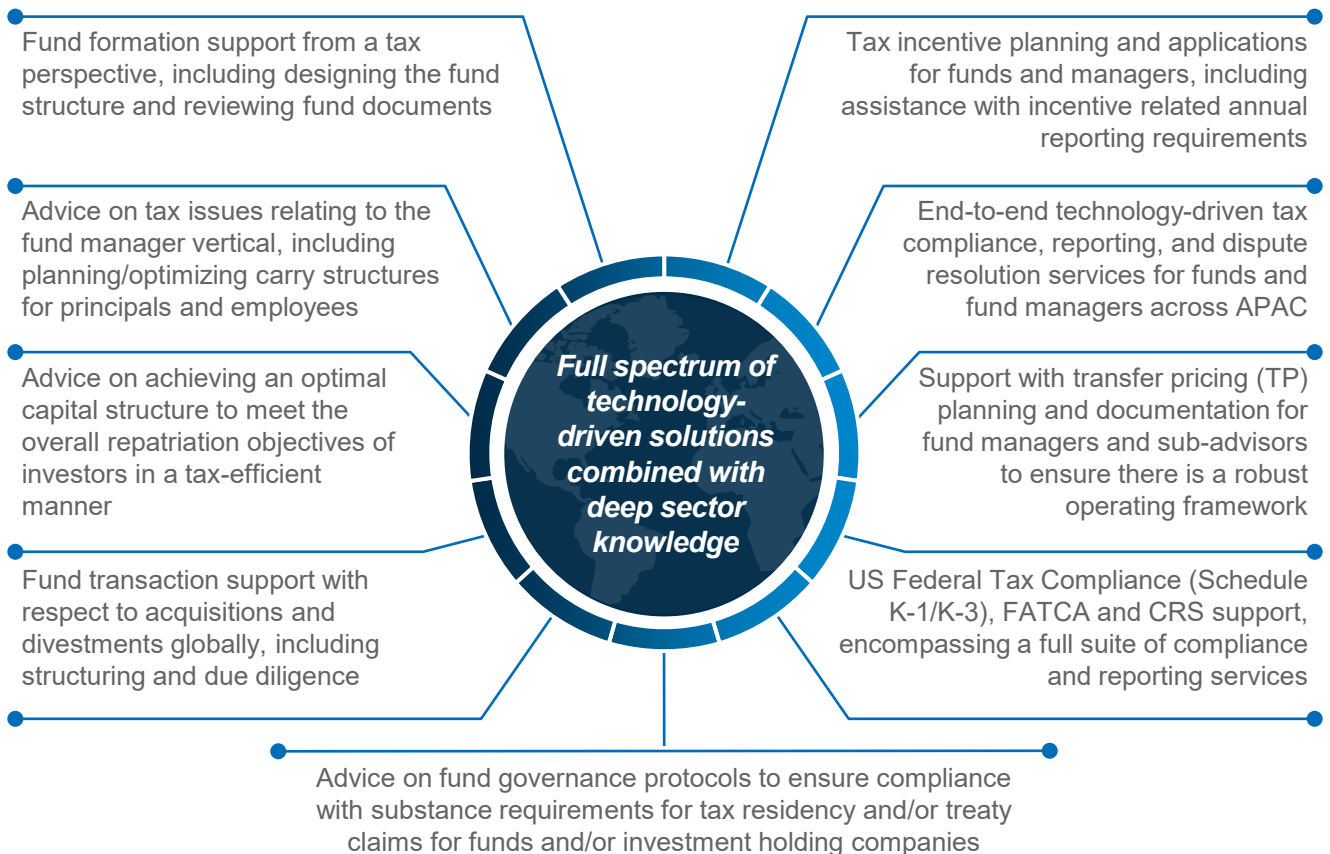 Fund formation support from a tax
perspective, including designing the fund
structure and reviewing fund documents
Tax incentive planning and applications
for funds and managers, including
assistance with incentive related annual
reporting requirements
Advice on tax issues relating to the
fund manager vertical, including
planning/optimizing carry structures
for principals and employees
End-to-end technology-driven tax
compliance, reporting, and dispute
resolution services for funds and
fund managers across APAC
Full spectrum of
technology-
driven solutions
combined with
deep sector
knowledge
Advice on achieving an optimal
capital structure to meet the
overall repatriation objectives of
investors in a tax-efficient
manner
Support with transfer pricing (TP)
planning and documentation for
fund managers and sub-advisors
to ensure there is a robust
operating framework
Fund transaction support with
respect to acquisitions and
divestments globally, including
structuring and due diligence
US Federal Tax Compliance (Schedule
K-1/K-3), FATCA and CRS support,
encompassing a full suite of compliance
and reporting services
Advice on fund governance protocols to ensure compliance
with substance requirements for tax residency and/or treaty
claims for funds and/or investment holding companies